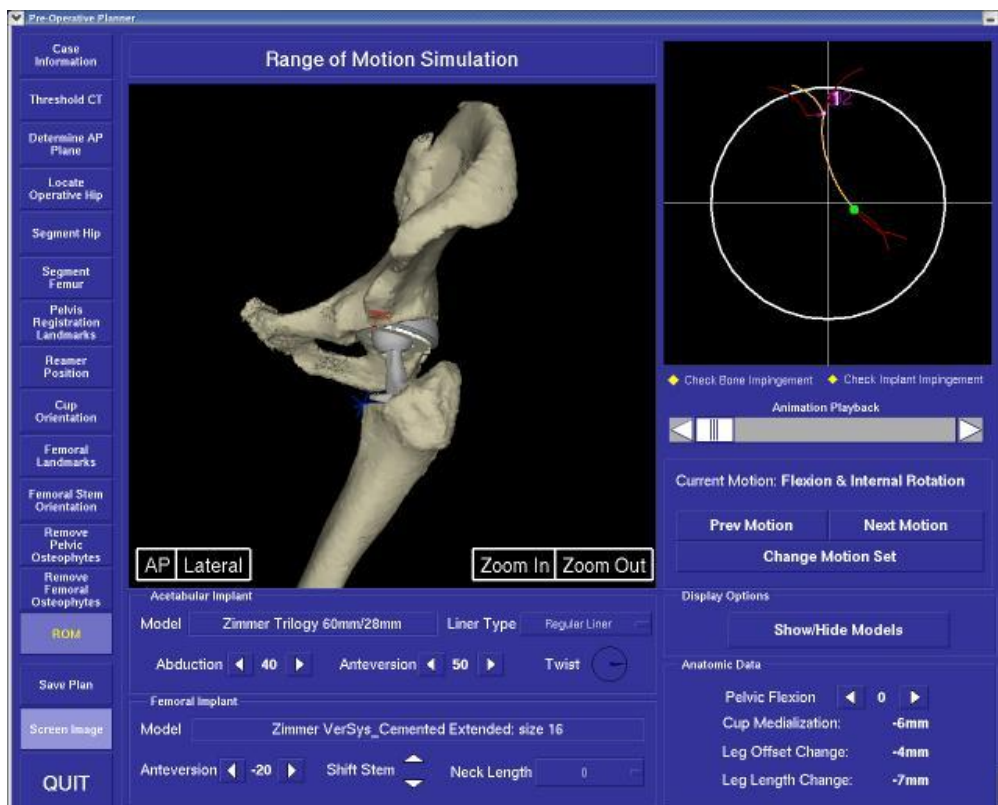 Pre-Operative Planner
Case
Information
Threshold CT
Determine AP
Plane
Locate
Operative Hip
Segment Hip
Segment
Femur
Pelvis
Registration
Landmarks
Reamer
Position
Cup
Orientation
Femoral
Landmarks
Femoral Stem
Orientation
Remove
Pelvic
Osteophytes
Remove
Femoral
Osteophytes
ROM
Save Plan
Screen Image
QUIT
Range of Motion Simulation
AP Lateral
Zoom In Zoom Out
Acetabular Implant
Model Zimmer Trilogy 60mm/28mm Liner Type Regular Liner
Abduction 40 Anteversion 50 Twist
Femoral Implant
Model Zimmer VerSys_Cemented Extended: size 16
Anteversion -20 Shift Stem Neck Length 0
Check Bone Impingement Check Implant Impingement
Animation Playback
Current Motion: Flexion & Internal Rotation
Prev Motion Next Motion
Change Motion Set
Display Options
Show/Hide Models
Anatomic Data
Pelvic Flexion 0
Cup Medialization: -6mm
Leg Offset Change: -4mm
Leg Length Change: -7mm